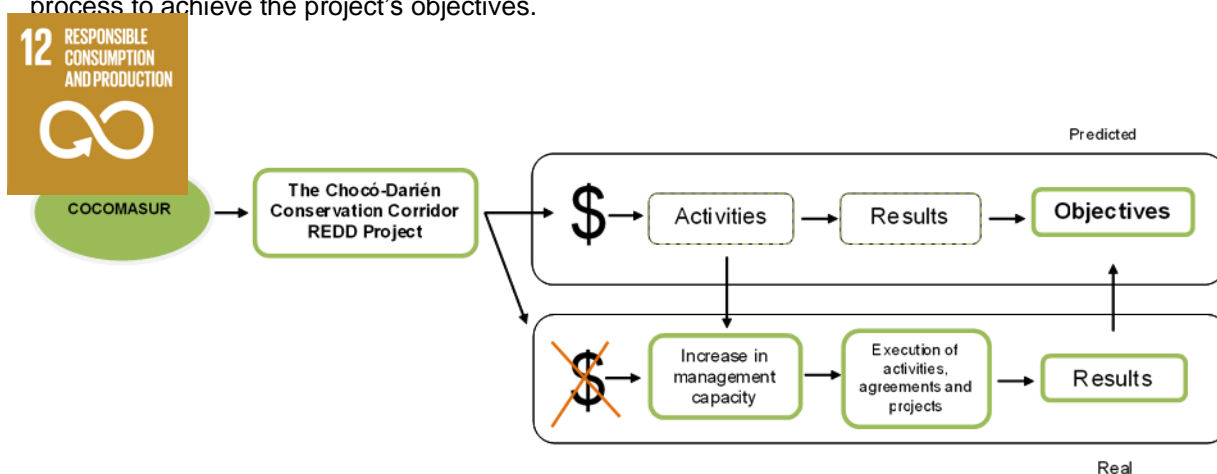 process to achieve the project's objectives.
12 RESPONSIBLE
CONSUMPTION
AND PRODUCTION
COCOMASUR
The Chocó-Darién
Conservation Corridor
REDD Project
Predicted
$
Activities
Results
Objectives
$
Increase in
management
capacity
Execution of
activities,
agreements and
projects
Results
Real